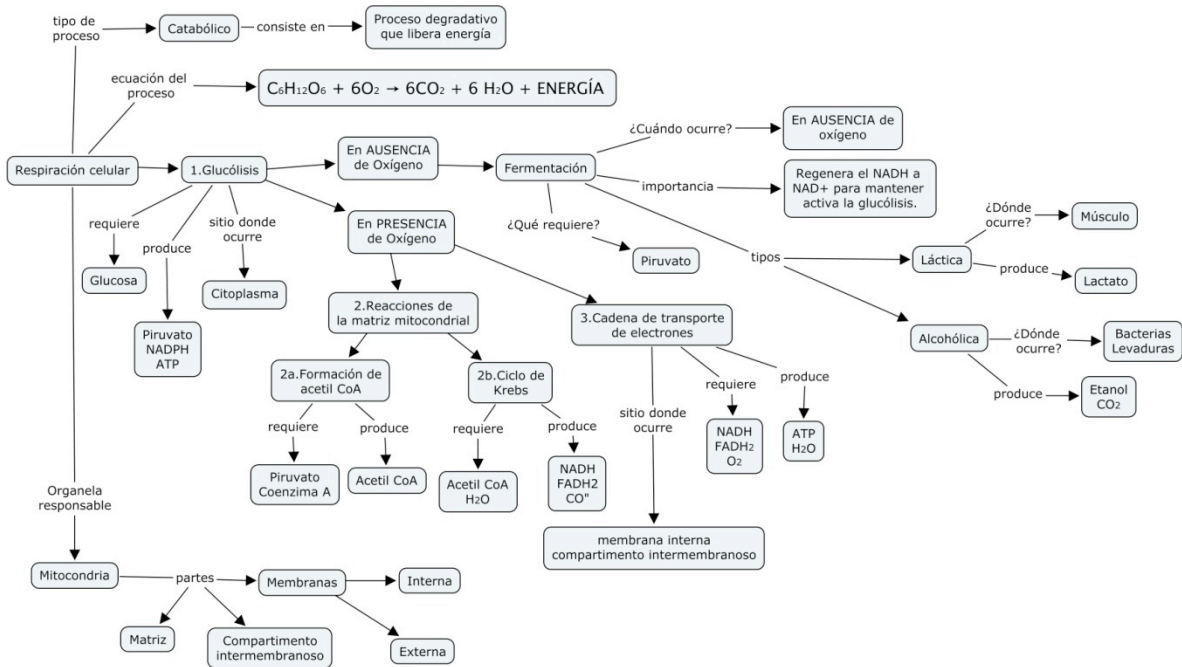 tipo de
proceso
Catabólico
consiste en
Proceso degradativo
que libera energía
ecuación del
proceso
C₆H₁₂O₆ + 6O₂ → 6CO₂ + 6 H₂O + ENERGÍA
Respiración celular
1.Glucólisis
En AUSENCIA
de Oxígeno
Fermentación
¿Cuándo ocurre?
En AUSENCIA de
oxígeno
importancia
Regenera el NADH a
NAD+ para mantener
activa la glucólisis.
¿Qué requiere?
Piruvato
tipos
Láctica
¿Dónde
ocurre?
Músculo
produce
Lactato
Alcohólica
¿Dónde
ocurre?
Bacterias
Levaduras
produce
Etanol
CO₂
requiere
Glucosa
produce
Piruvato
NADPH
ATP
sitio donde
ocurre
Citoplasma
En PRESENCIA
de Oxígeno
2.Reacciones de
la matriz mitocondrial
2a.Formación de
acetil CoA
requiere
Piruvato
Coenzima A
produce
Acetil CoA
2b.Ciclo de
Krebs
requiere
Acetil CoA
H₂O
produce
NADH
FADH2
CO"
3.Cadena de transporte
de electrones
sitio donde
ocurre
membrana interna
compartimento intermembranoso
requiere
NADH
FADH₂
O₂
produce
ATP
H₂O
Organela
responsable
Mitocondria
partes
Membranas
Interna
Externa
Matriz
Compartimento
intermembranoso